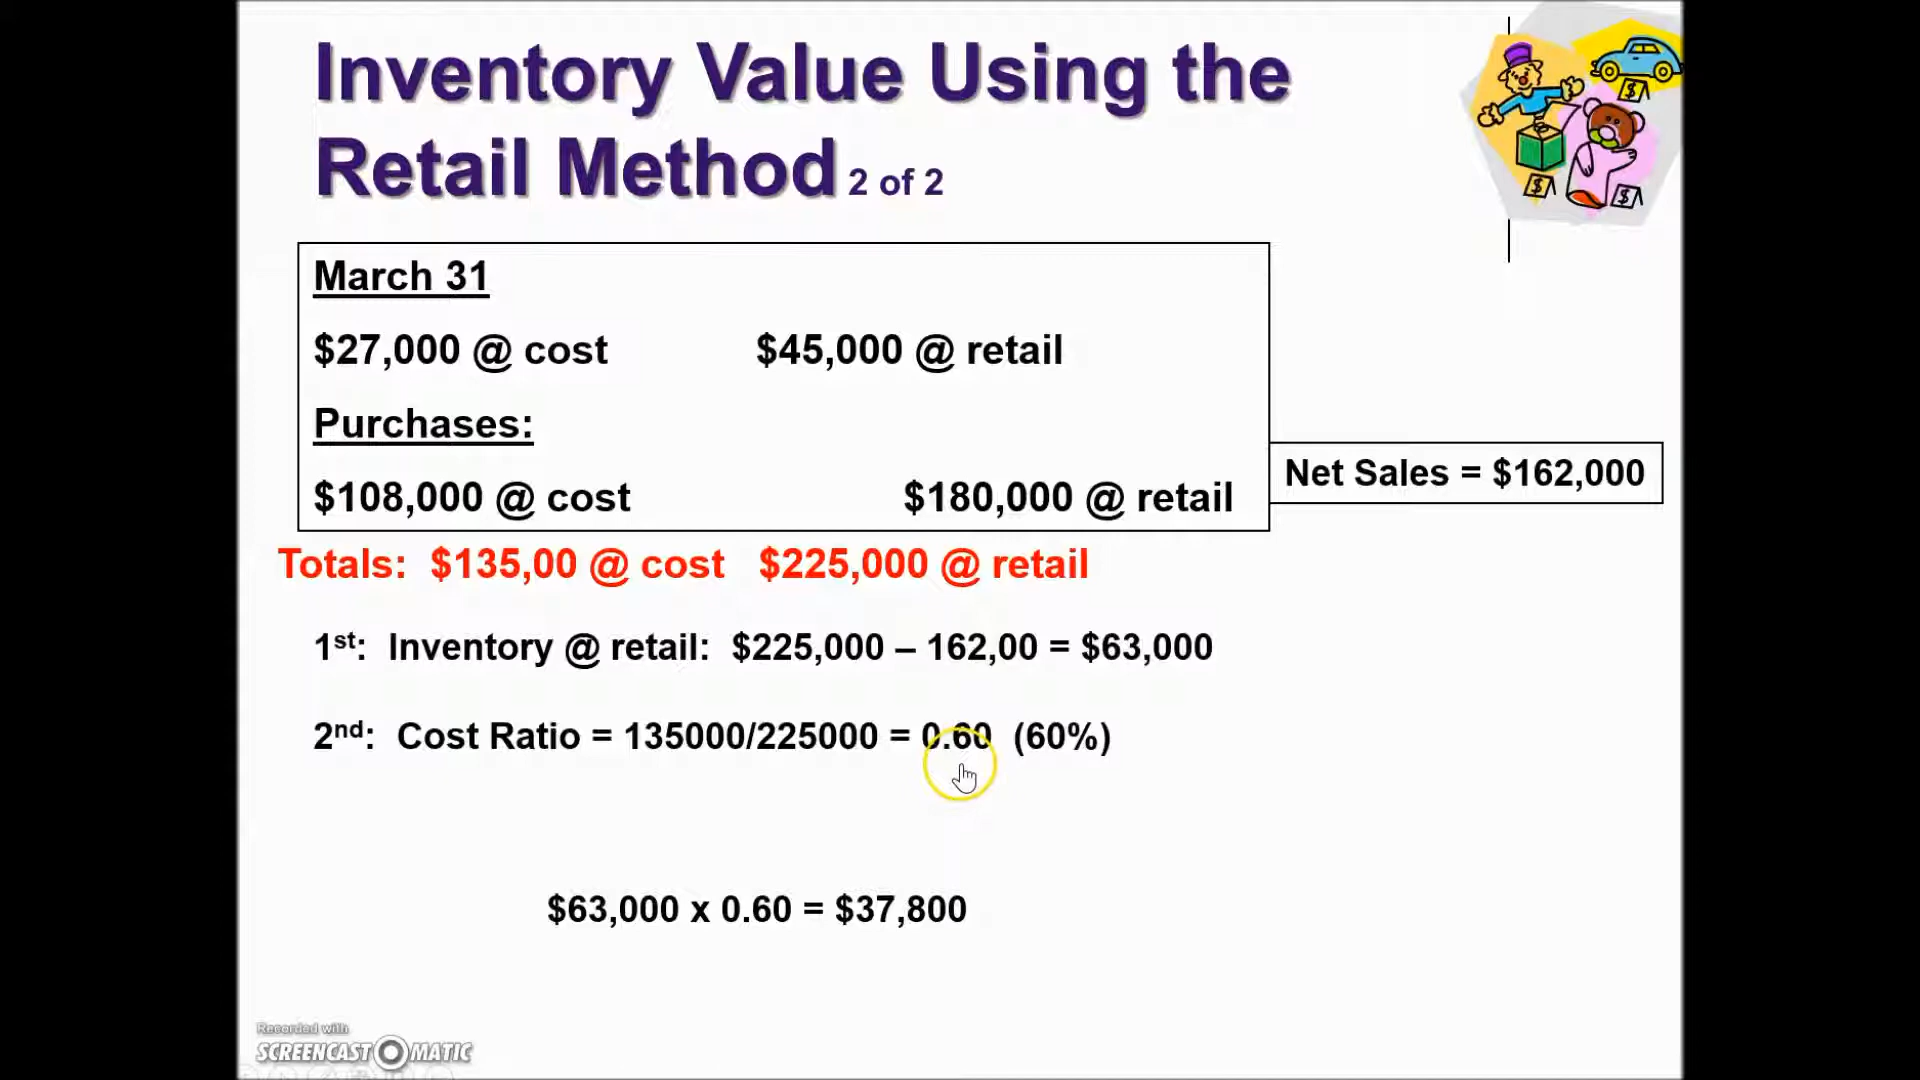 Inventory Value Using the
Retail Method 2 of 2
March 31
$27,000 @ cost $45,000 @ retail
Purchases:
$108,000 @ cost $180,000 @ retail
Net Sales = $162,000
Totals: $135,00 @ cost $225,000 @ retail
1st: Inventory @ retail: $225,000 – 162,00 = $63,000
2nd: Cost Ratio = 135000/225000 = 0.60 (60%)
$63,000 x 0.60 = $37,800
Recorded with
SCREENCAST MATIC
$
$
$